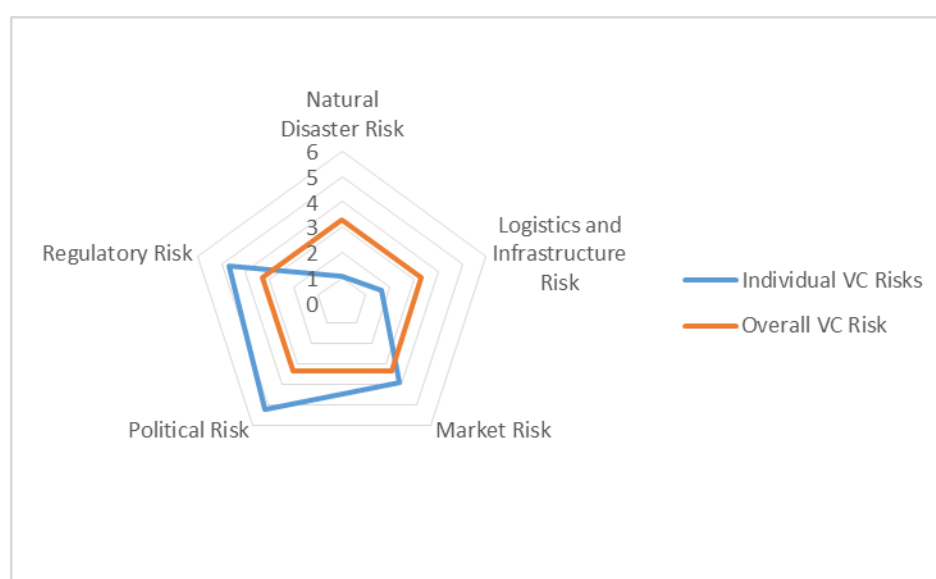 Natural
Disaster Risk
6
5
4
3
2
1
0
Logistics and
Infrastructure
Risk
Regulatory Risk
Individual VC Risks
Overall VC Risk
Political Risk
Market Risk